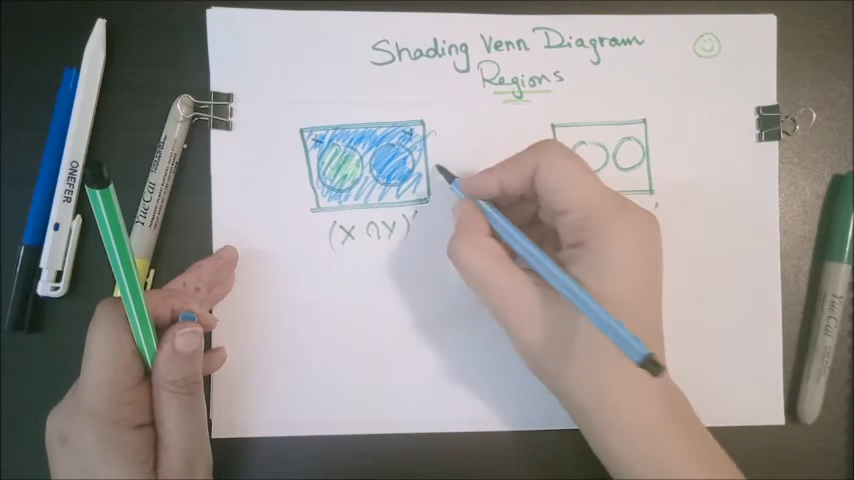 Shading Venn Diagram
Regions
X Y
(X ∩Y)'
'
ONEFER
YueCai
YueCai